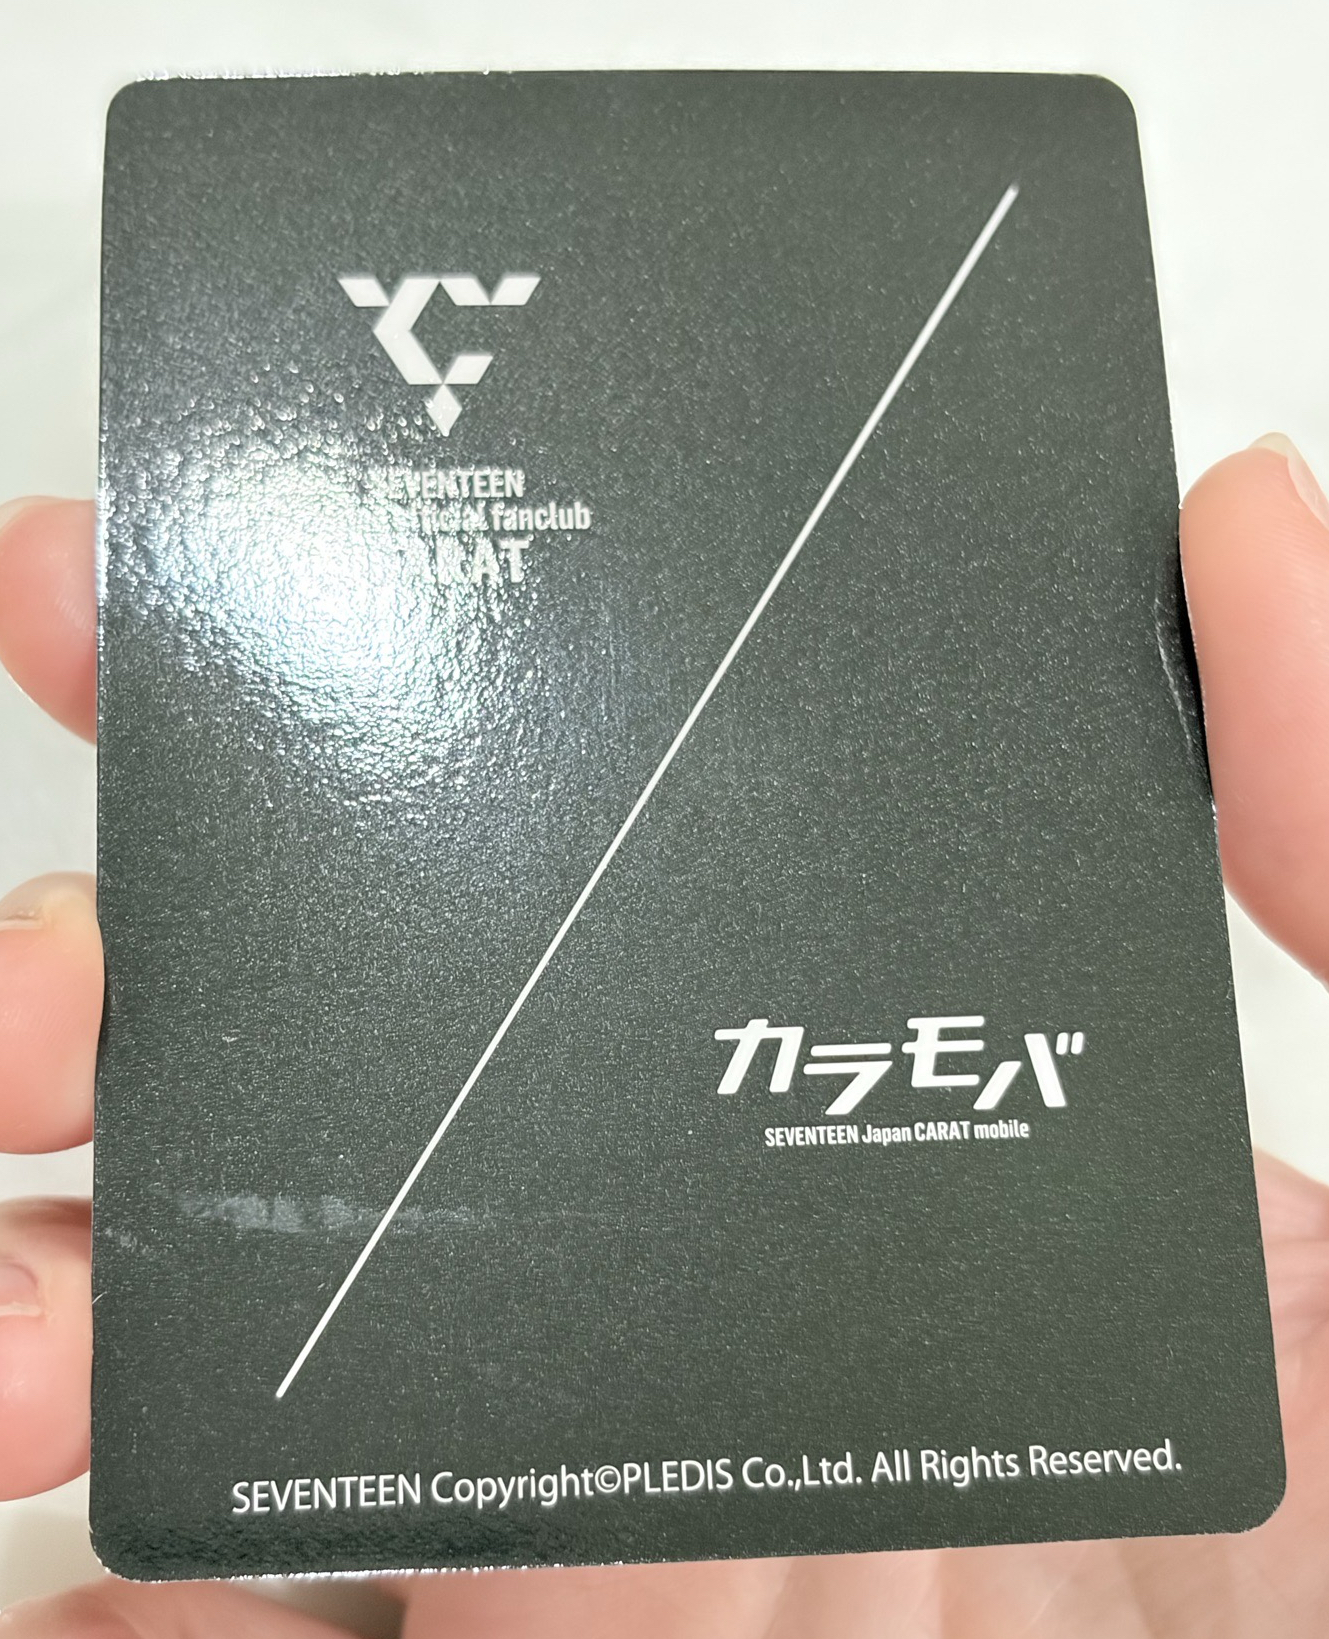 SEVENTEEN
fanclub
カラモバ
SEVENTEEN Japan CARAT mobile
SEVENTEEN Copyright©PLEDIS Co.,Ltd. All Rights Reserved.